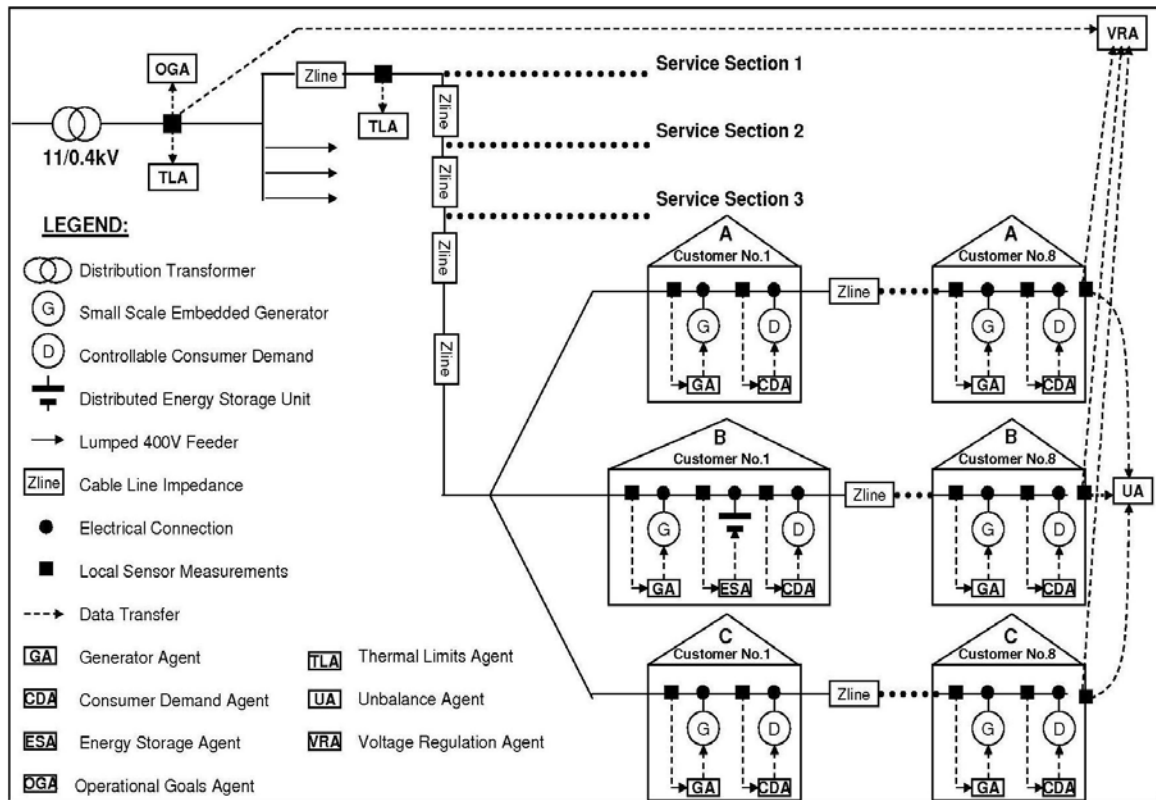 VRA
OGA
Zline
TLA
Service Section 1
11/0.4kV
TLA
Zline
Service Section 2
Zline
Service Section 3
Zline
Zline
LEGEND:
Distribution Transformer
G
Small Scale Embedded Generator
D
Controllable Consumer Demand
Distributed Energy Storage Unit
Lumped 400V Feeder
Zline
Cable Line Impedance
Electrical Connection
Local Sensor Measurements
Data Transfer
GA
Generator Agent
CDA
Consumer Demand Agent
ESA
Energy Storage Agent
OGA
Operational Goals Agent
TLA
Thermal Limits Agent
UA
Unbalance Agent
VRA
Voltage Regulation Agent
A
Customer No.1
G
D
GA
CDA
Zline
A
Customer No.8
G
D
GA
CDA
B
Customer No.1
G
D
GA
ESA
CDA
Zline
B
Customer No.8
G
D
GA
CDA
UA
C
Customer No.1
G
D
GA
CDA
Zline
C
Customer No.8
G
D
GA
CDA